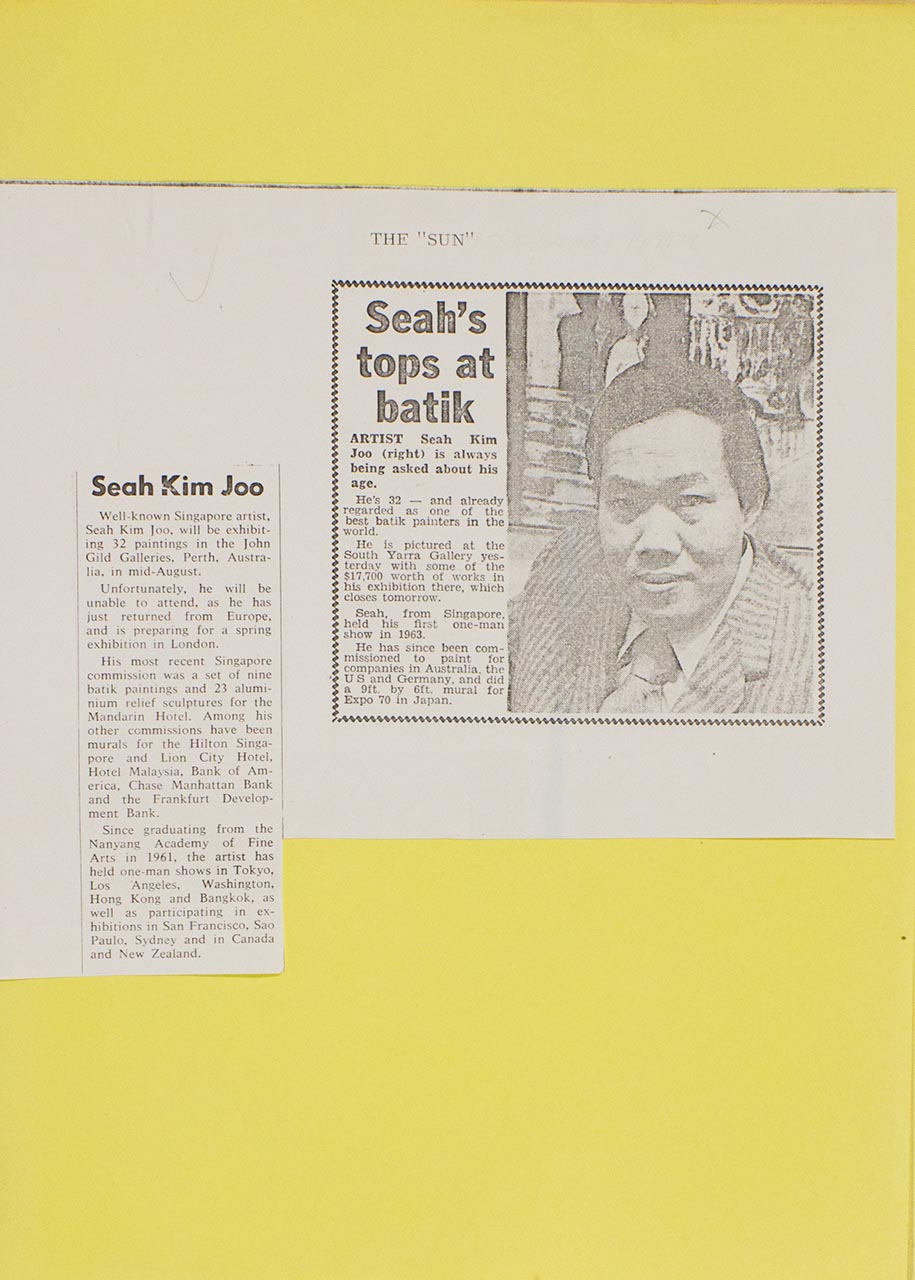 THE "SUN"
Seah's
tops at
batik
ARTIST Seah Kim
Joo (right) is always
being asked about his
age.
He's 32 — and already
regarded as one of the
best batik painters in the
world.
He is pictured at the
South Yarra Gallery yes-
terday with some of the
$17,700 worth of works in
his exhibition there, which
closes tomorrow.
Seah, from Singapore,
held his first one-man
show in 1963.
He has since been com-
missioned to paint for
companies in Australia, the
U S and Germany, and did
a 9ft. by 6ft. mural for
Expo 70 in Japan.
Seah Kim Joo
Well-known Singapore artist,
Seah Kim Joo, will be exhibit-
ing 32 paintings in the John
Gild Galleries, Perth, Austra-
lia, in mid-August.
Unfortunately, he will be
unable to attend, as he has
just returned from Europe,
and is preparing for a spring
exhibition in London.
His most recent Singapore
commission was a set of nine
batik paintings and 23 alumi-
nium relief sculptures for the
Mandarin Hotel. Among his
other commissions have been
murals for the Hilton Singa-
pore and Lion City Hotel,
Hotel Malaysia, Bank of Am-
erica, Chase Manhattan Bank
and the Frankfurt Develop-
ment Bank.
Since graduating from the
Nanyang Academy of Fine
Arts in 1961, the artist has
held one-man shows in Tokyo,
Los Angeles, Washington,
Hong Kong and Bangkok, as
well as participating in ex-
hibitions in San Francisco, Sao
Paulo, Sydney and in Canada
and New Zealand.